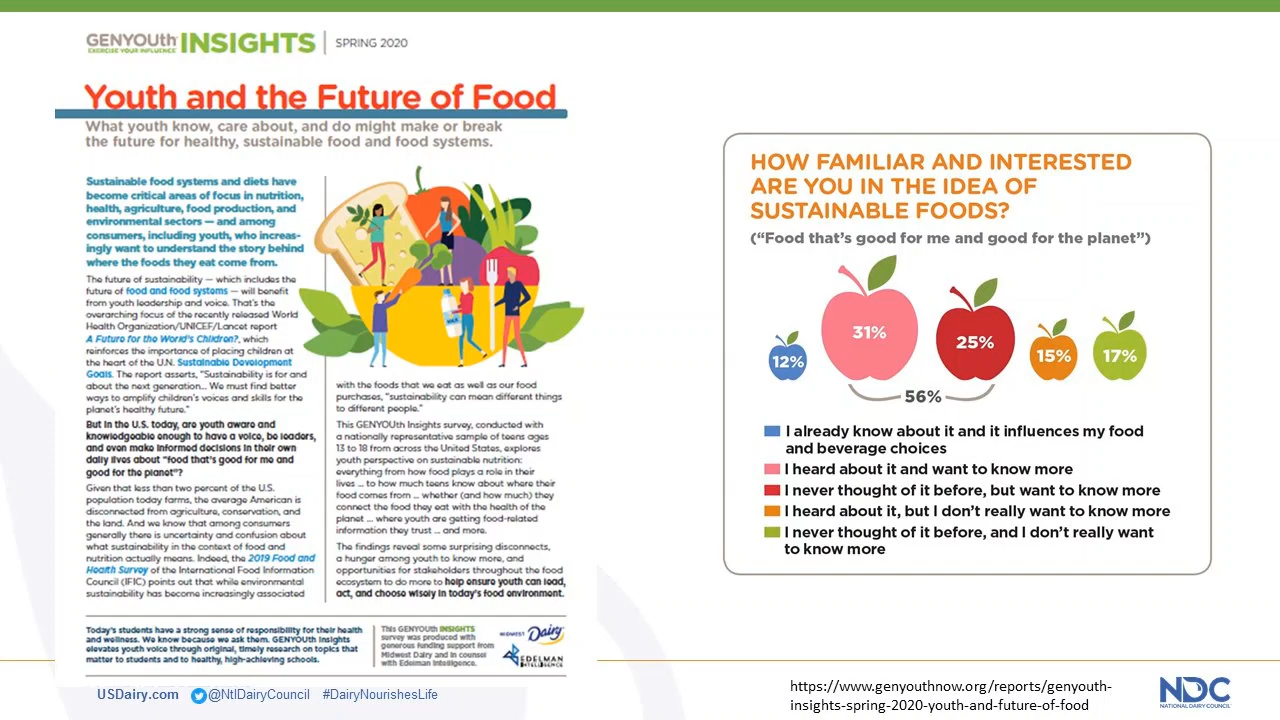 GENYOUth
EXERCISE YOUR INFLUENCE
INSIGHTS
SPRING 2020
Youth and the Future of Food
What youth know, care about, and do might make or break
the future for healthy, sustainable food and food systems.
Sustainable food systems and diets have
become critical areas of focus in nutrition,
health, agriculture, food production, and
environmental sectors — and among
consumers, including youth, who increas-
ingly want to understand the story behind
where the foods they eat come from.
The future of sustainability — which includes the
future of food and food systems — will benefit
from youth leadership and voice. That's the
overarching focus of the recently released World
Health Organization/UNICEF/Lancet report
A Future for the World's Children?, which
reinforces the importance of placing children at
the heart of the U.N. Sustainable Development
Goals. The report asserts, "Sustainability is for and
about the next generation... We must find better
ways to amplify children's voices and skills for the
planet's healthy future."
But in the U.S. today, are youth aware and
knowledgeable enough to have a voice, be leaders,
and even make informed decisions in their own
daily lives about "food that's good for me and
good for the planet"?
Given that less than two percent of the U.S.
population today farms, the average American is
disconnected from agriculture, conservation, and
the land. And we know that among consumers
generally there is uncertainty and confusion about
what sustainability in the context of food and
nutrition actually means. Indeed, the 2019 Food and
Health Survey of the International Food Information
Council (IFIC) points out that while environmental
sustainability has become increasingly associated
MILK
with the foods that we eat as well as our food
purchases, "sustainability can mean different things
to different people."
This GENYOUth Insights survey, conducted with
a nationally representative sample of teens ages
13 to 18 from across the United States, explores
youth perspective on sustainable nutrition:
everything from how food plays a role in their
lives ... to how much teens know about where their
food comes from ... whether (and how much) they
connect the food they eat with the health of the
planet ... where youth are getting food-related
information they trust ... and more.
The findings reveal some surprising disconnects,
a hunger among youth to know more, and
opportunities for stakeholders throughout the food
ecosystem to do more to help ensure youth can lead,
act, and choose wisely in today's food environment.
Today's students have a strong sense of responsibility for their health
and wellness. We know because we ask them. GENYOUth Insights
elevates youth voice through original, timely research on topics that
matter to students and to healthy, high-achieving schools.
This GENYOUth INSIGHTS
survey was produced with
generous funding support from
Midwest Dairy and in counsel
with Edelman Intelligence.
MIDWEST Dairy
EDELMAN
INTELLIGENCE
USDairy.com @NtlDairyCouncil #DairyNourishesLife
HOW FAMILIAR AND INTERESTED
ARE YOU IN THE IDEA OF
SUSTAINABLE FOODS?
("Food that's good for me and good for the planet")
12% 31% 25% 15% 17%
56%
I already know about it and it influences my food
and beverage choices
I heard about it and want to know more
I never thought of it before, but want to know more
I heard about it, but I don't really want to know more
I never thought of it before, and I don't really want
to know more
https://www.genyouthnow.org/reports/genyouth-
insights-spring-2020-youth-and-future-of-food
NDC
NATIONAL DAIRY COUNCIL